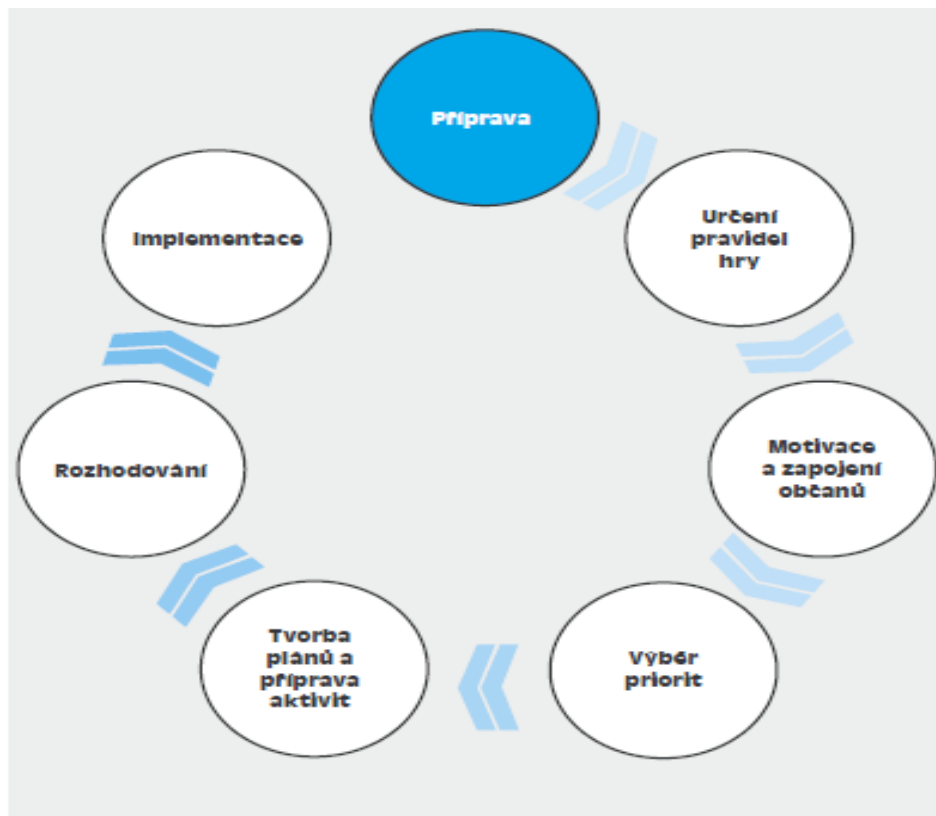 Příprava
Určení
pravidel
hry
Motivace
a zapojení
občanů
Výběr
priorit
Tvorba
plánů a
příprava
aktivit
Rozhodování
Implementace